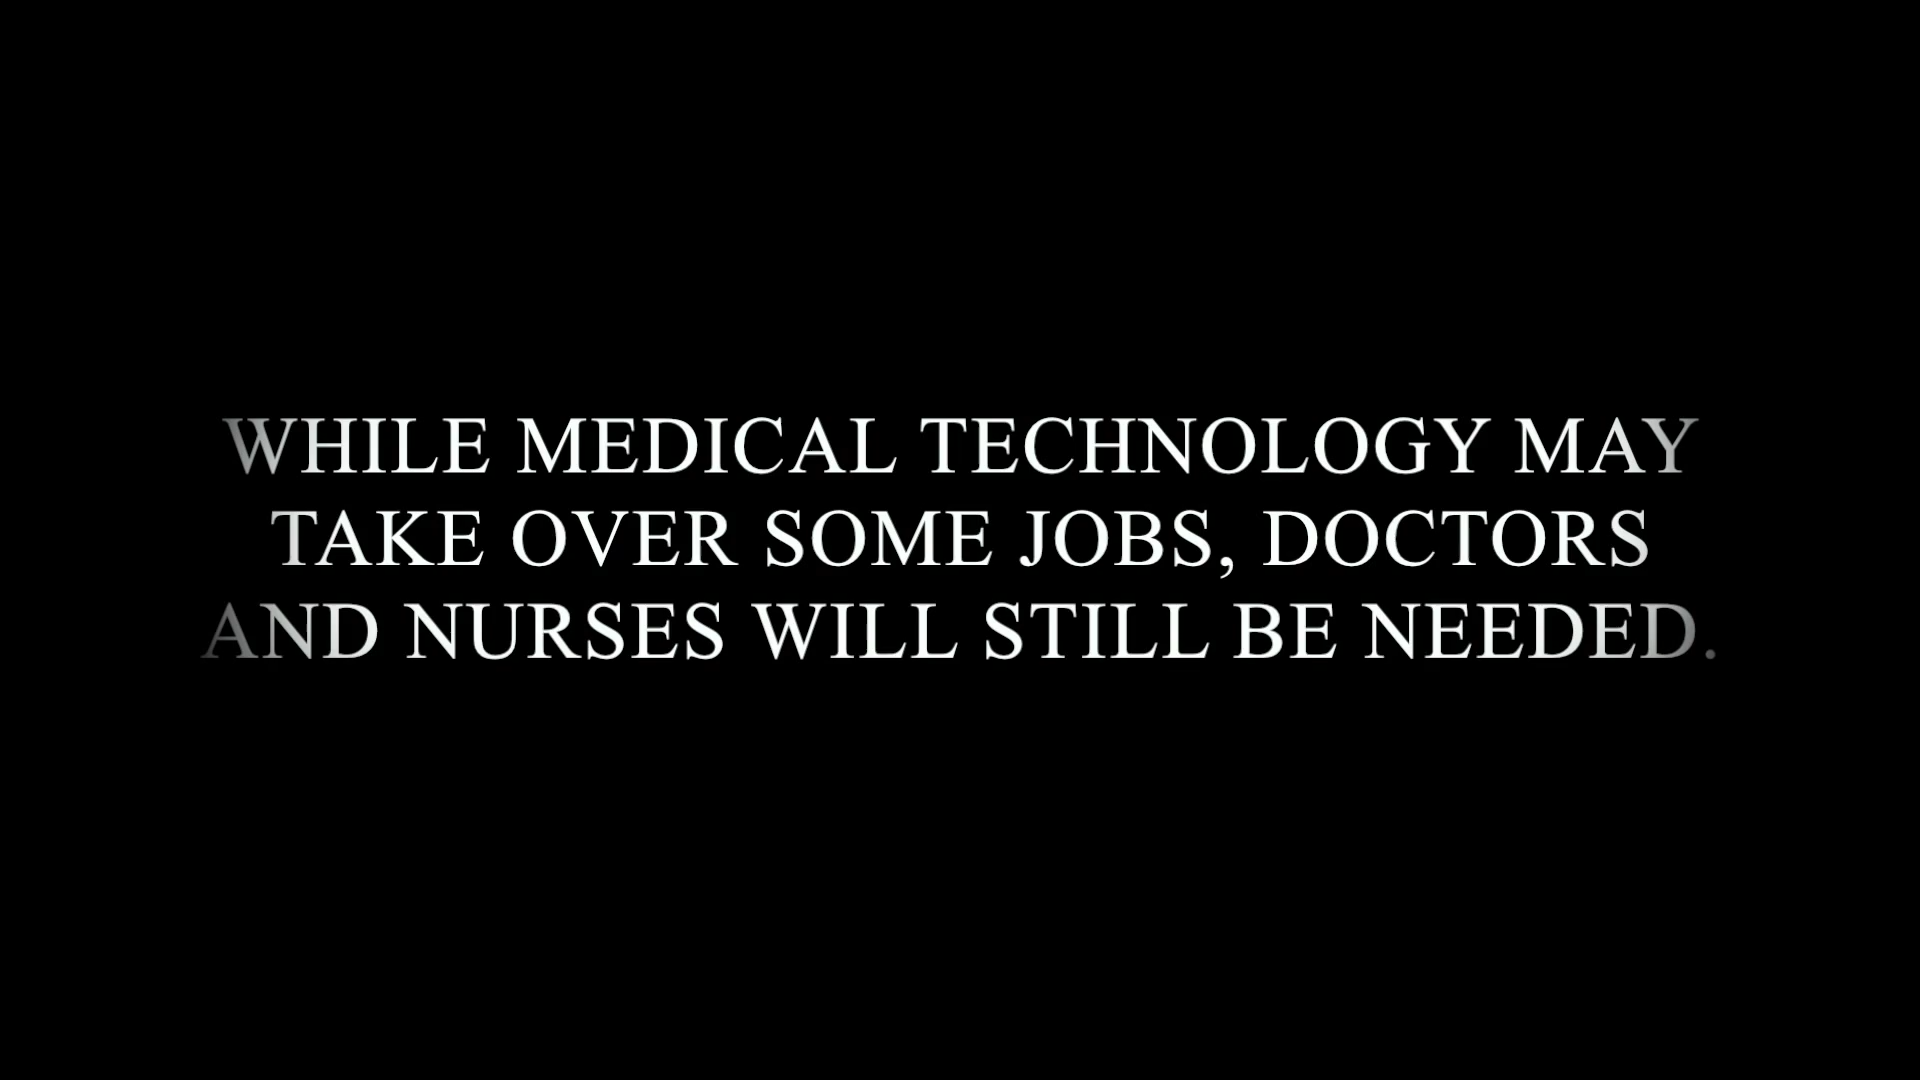 WHILE MEDICAL TECHNOLOGY MAY
TAKE OVER SOME JOBS, DOCTORS
AND NURSES WILL STILL BE NEEDED.